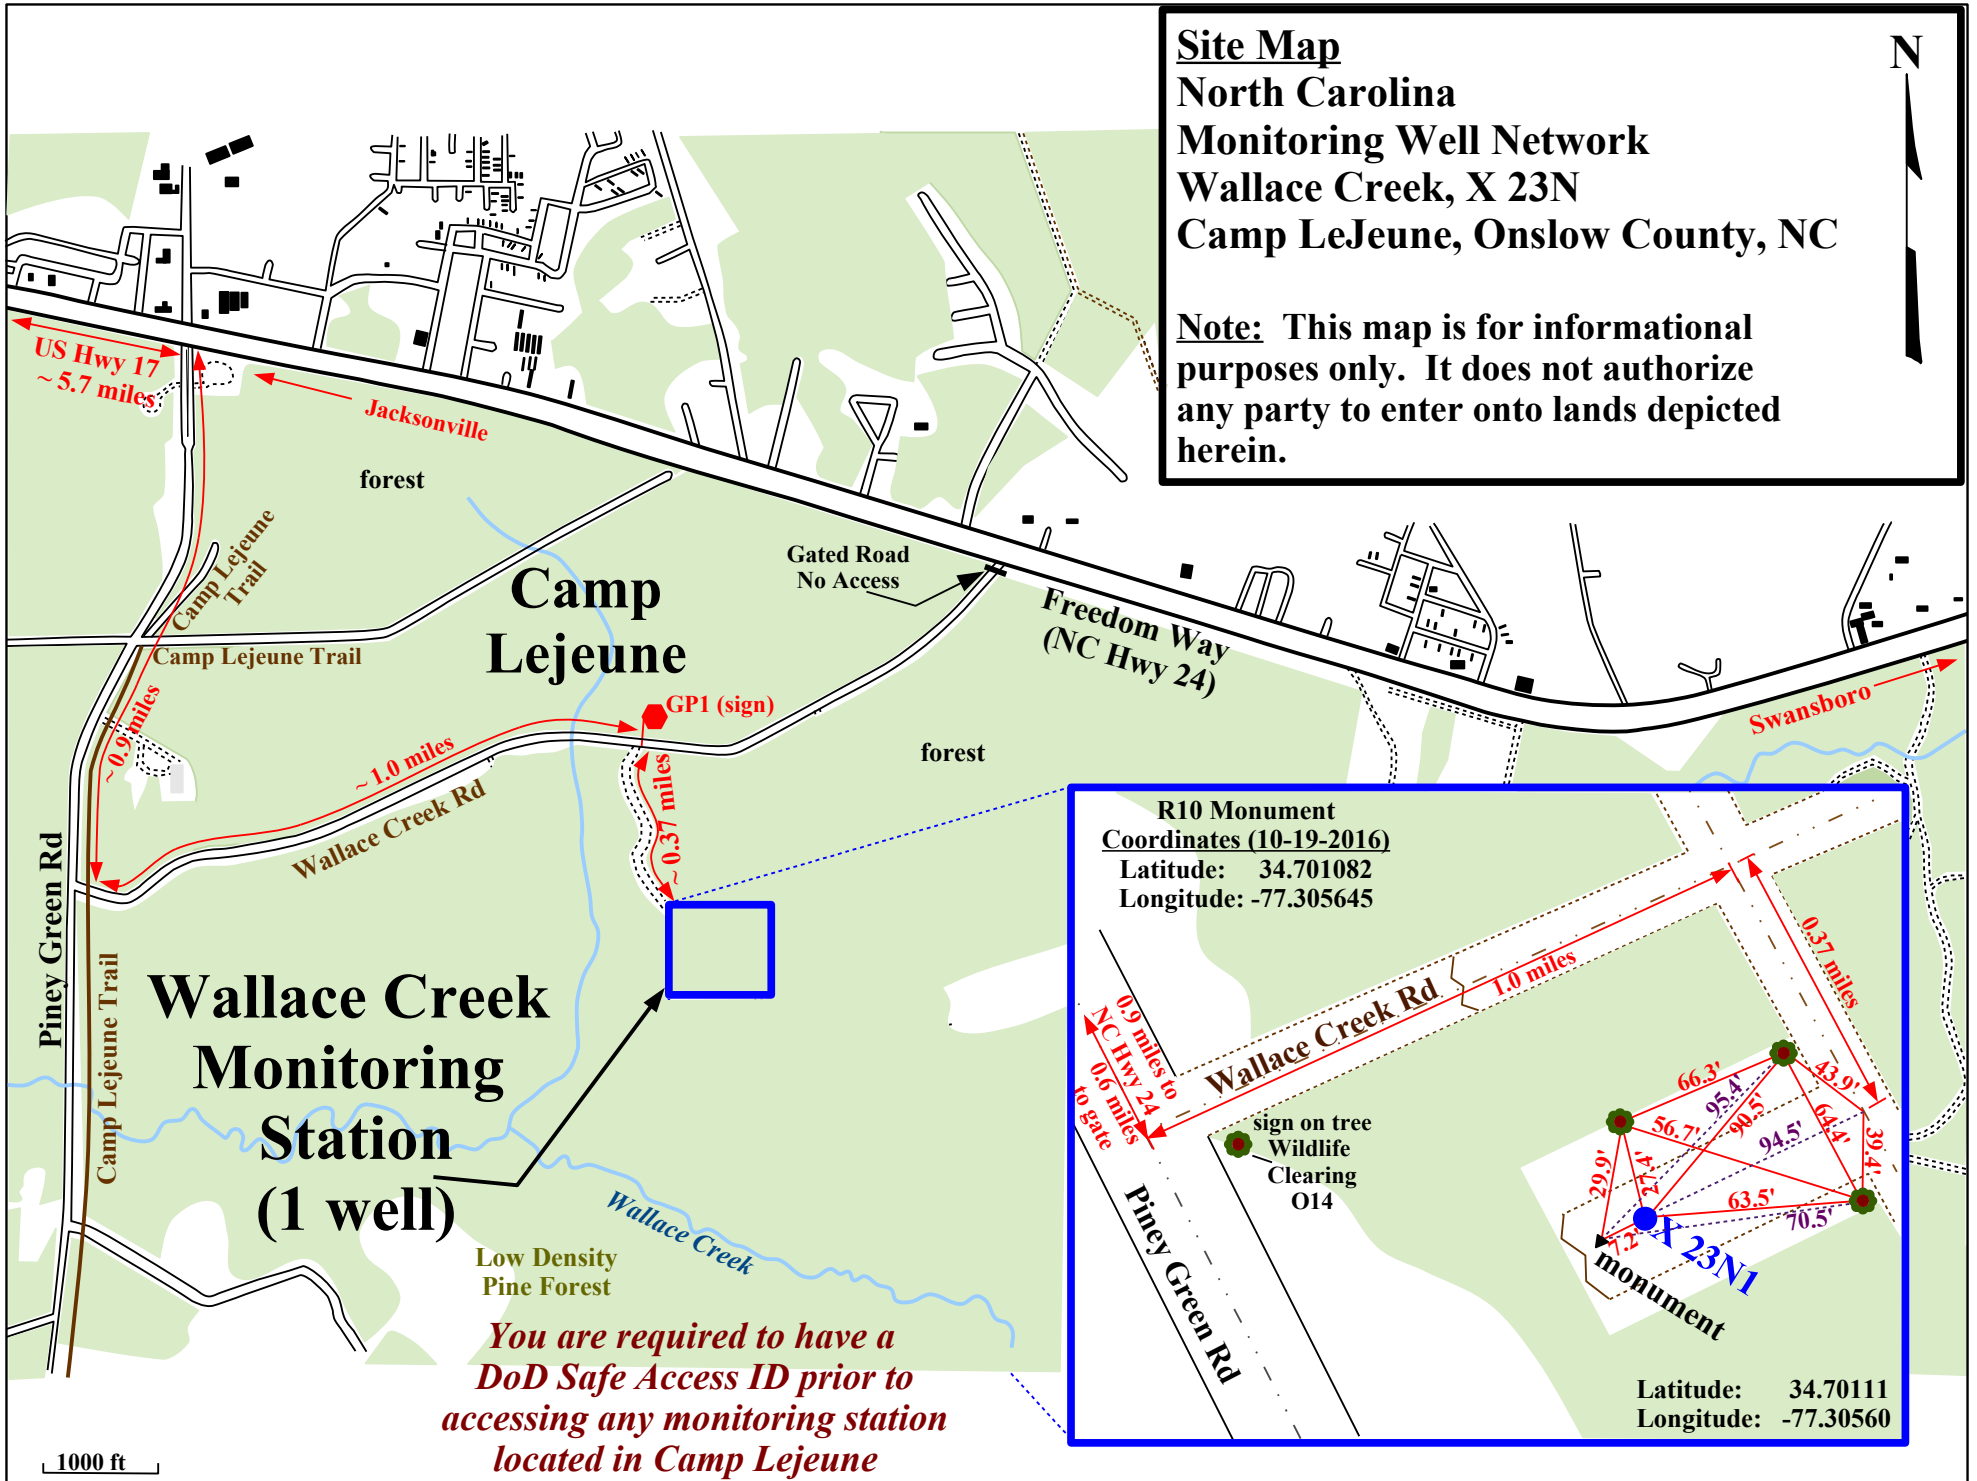 Site Map
North Carolina
Monitoring Well Network
Wallace Creek, X 23N
Camp LeJeune, Onslow County, NC
Note: This map is for informational
purposes only. It does not authorize
any party to enter onto lands depicted
herein.
N
US Hwy 17
~ 5.7 miles
Jacksonville
forest
Camp Lejeune
Trail
Camp Lejeune Trail
Camp
Lejeune
Gated Road
No Access
Freedom Way
(NC Hwy 24)
Swansboro
GP1 (sign)
~ 0.9 miles
~ 1.0 miles
~ 0.37 miles
forest
Wallace Creek Rd
Piney Green Rd
Camp Lejeune Trail
Wallace Creek
Monitoring
Station
(1 well)
Wallace Creek
Low Density
Pine Forest
You are required to have a
DoD Safe Access ID prior to
accessing any monitoring station
located in Camp Lejeune
1000 ft
R10 Monument
Coordinates (10-19-2016)
Latitude: 34.701082
Longitude: -77.305645
0.37 miles
1.0 miles
Wallace Creek Rd
0.9 miles to
NC Hwy 24
0.6 miles
to gate
sign on tree
Wildlife
Clearing
O14
Piney Green Rd
66.3'
43.9'
95.4'
90.5'
56.7'
64.4'
94.5'
39.4'
29.9'
27.4'
63.5'
70.5'
7.2'
X 23N1
monument
Latitude: 34.70111
Longitude: -77.30560